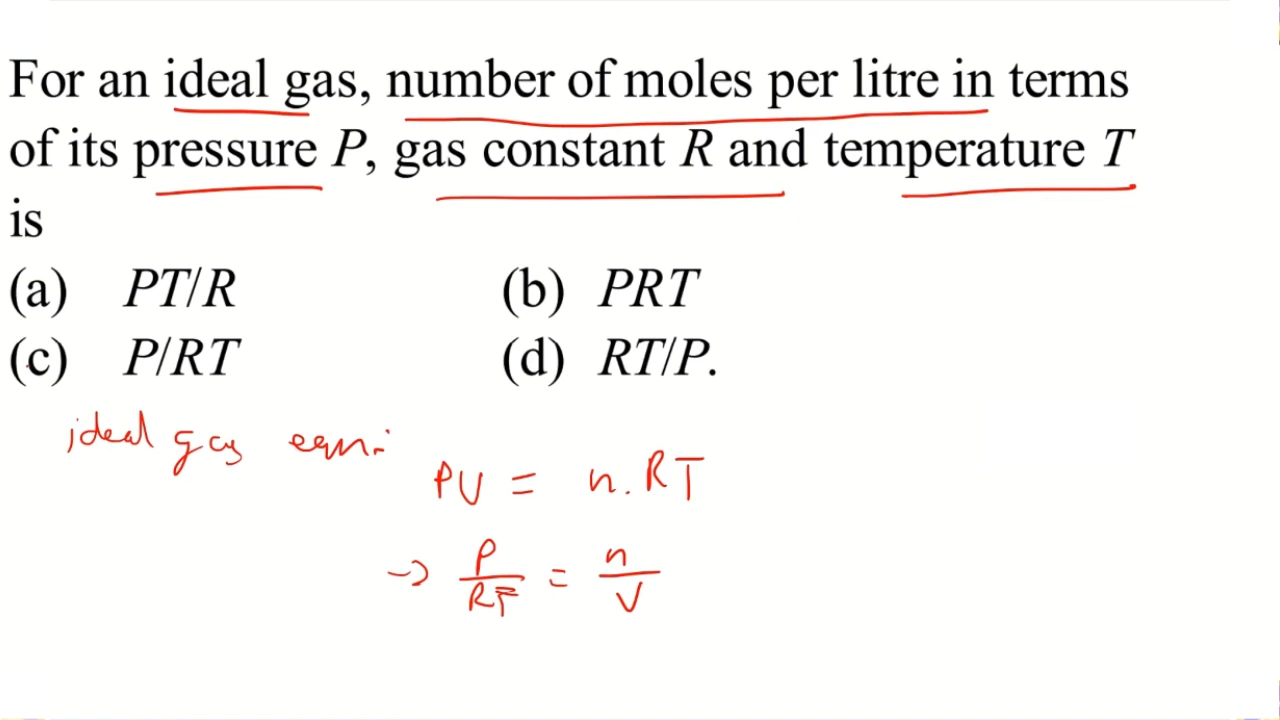 For an ideal gas, number of moles per litre in terms
of its pressure P, gas constant R and temperature T
is
(a) PT/R (b) PRT
(c) P/RT (d) RT/P.
ideal gas eqn:
PV = n.RT
→ P/RT = n/V